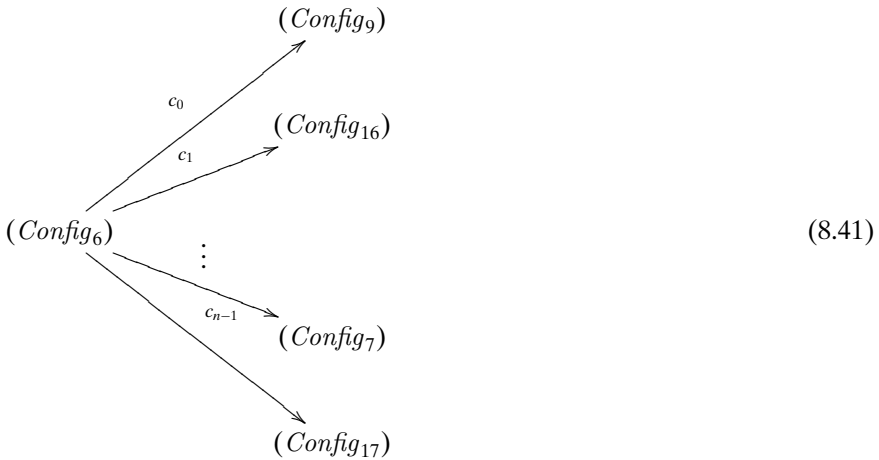 (Config₉)
c₀
(Config₁₆)
c₁
(Config₆)
(8.41)
⋮
cₙ₋₁
(Config₇)
(Config₁₇)